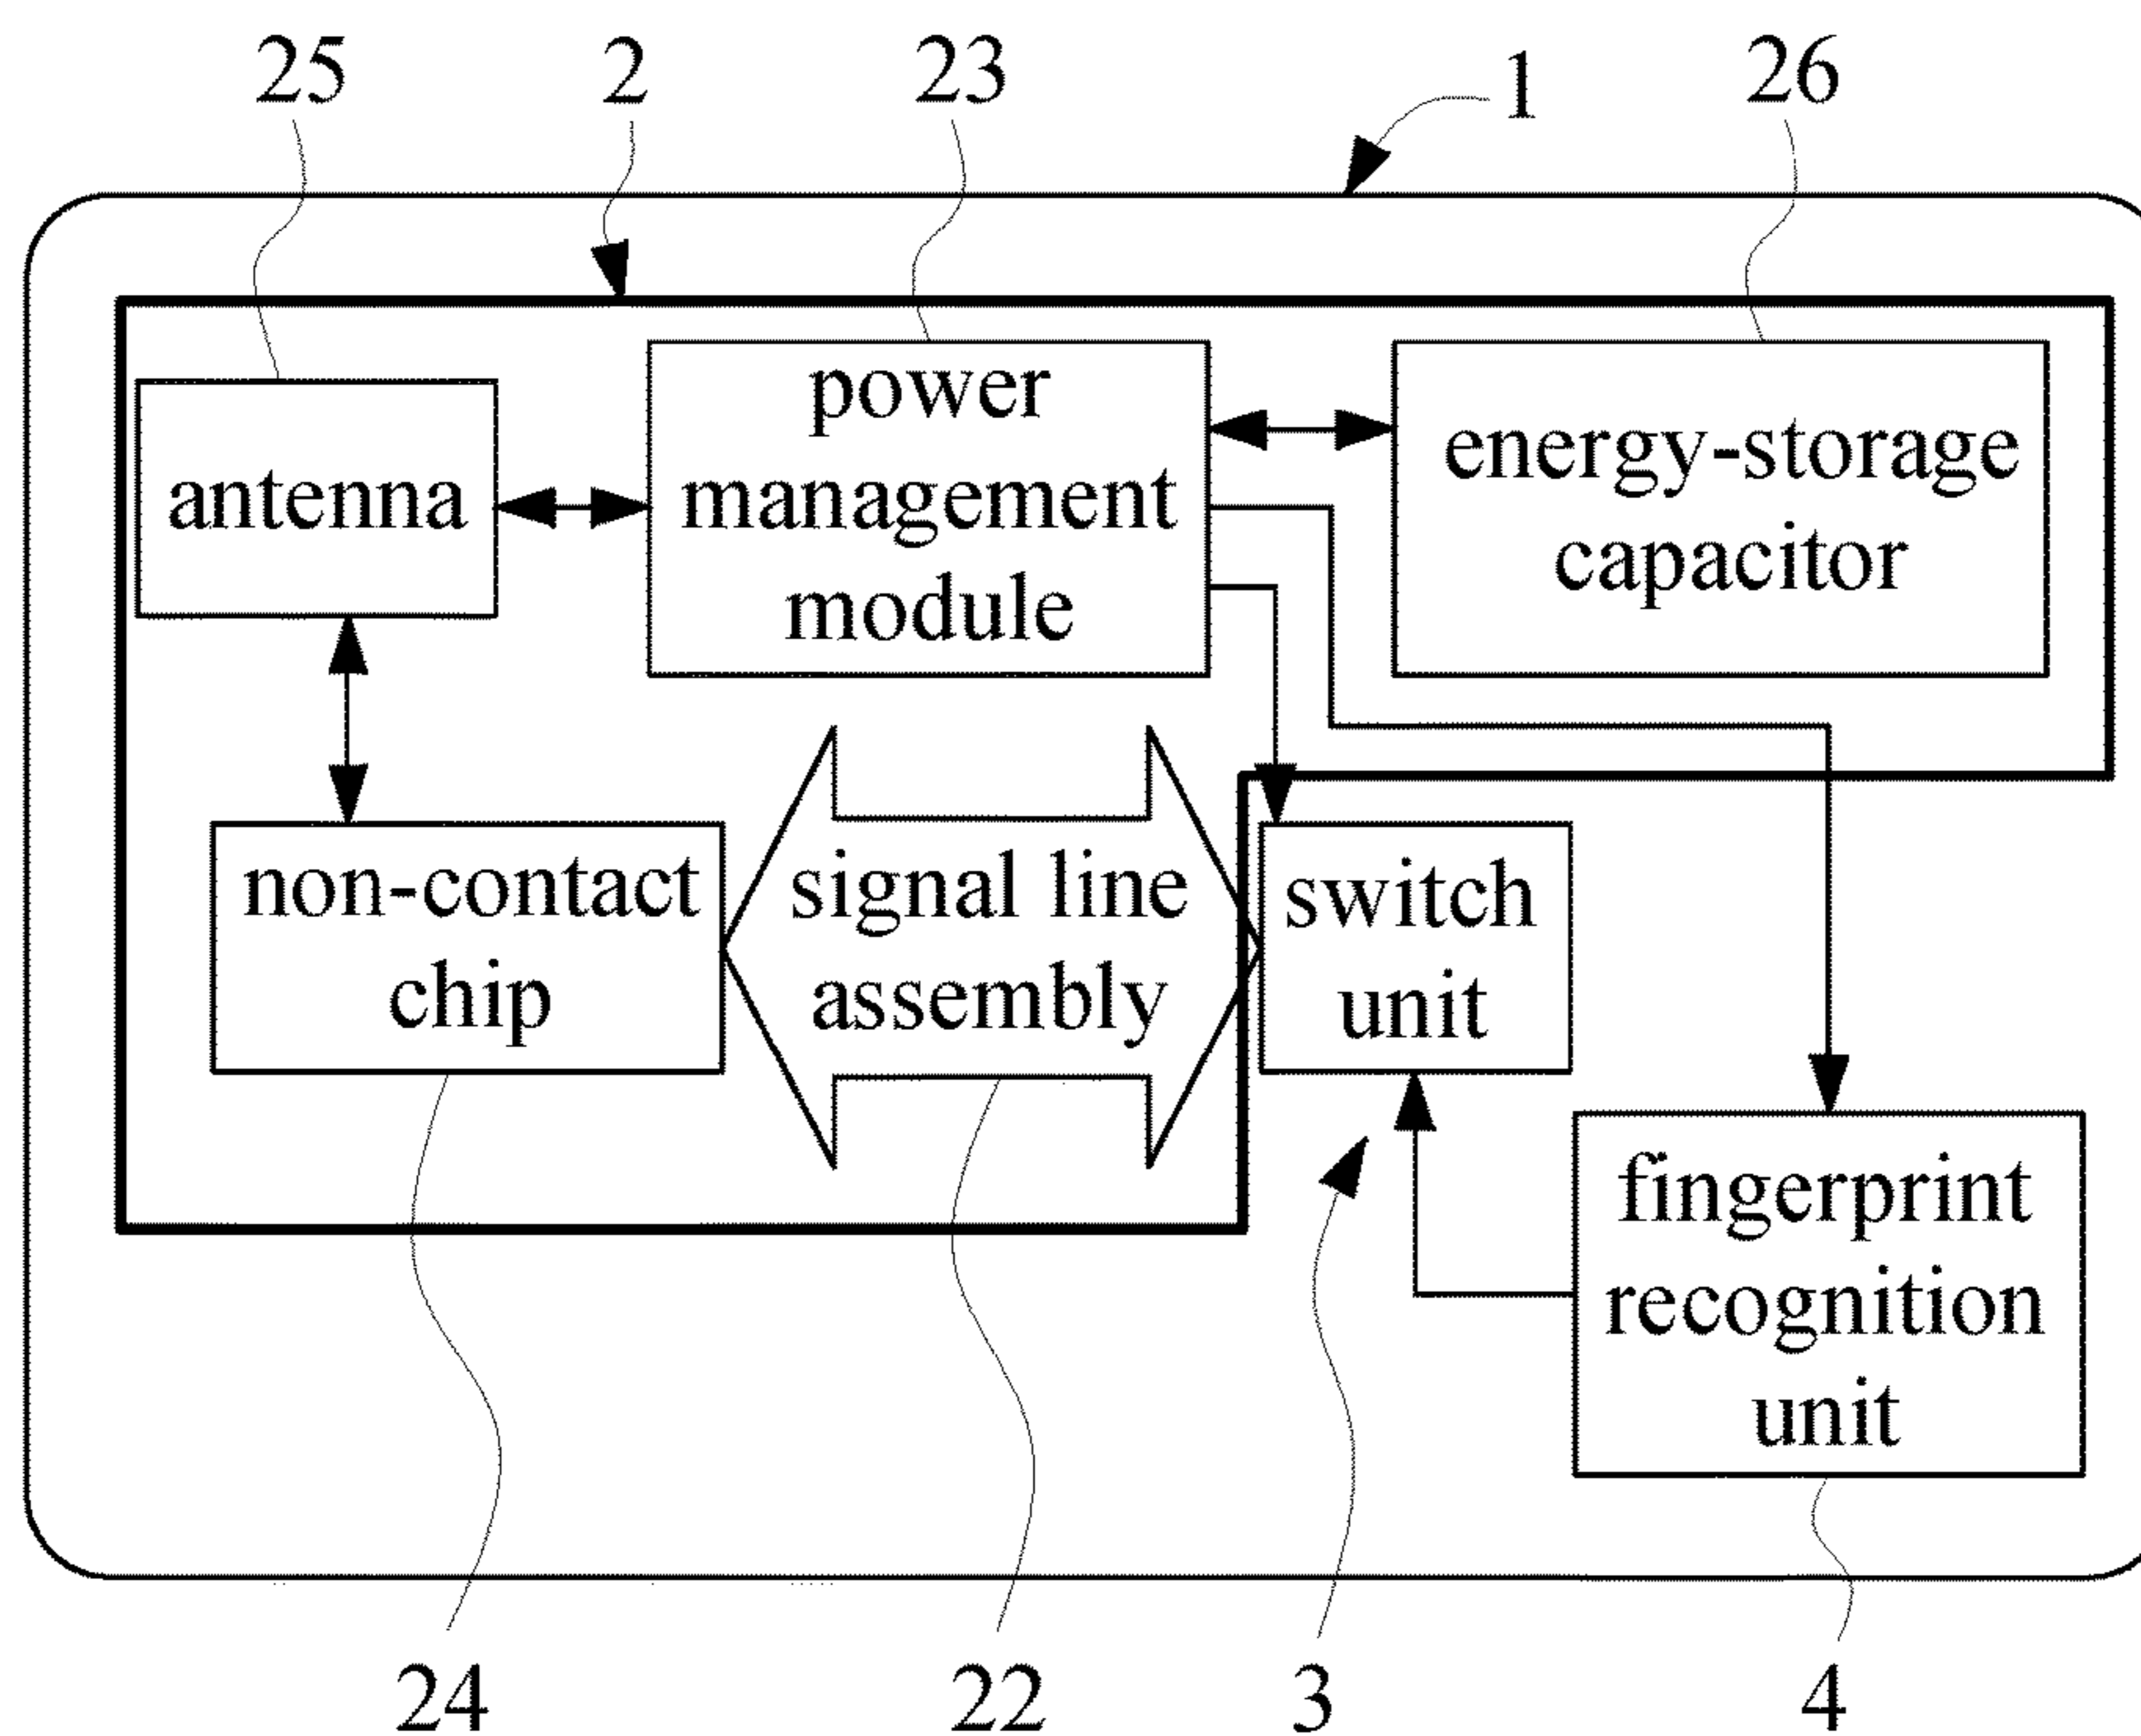 25
2
23
1
26
antenna
power
management
module
energy-storage
capacitor
non-contact
chip
signal line
assembly
switch
unit
fingerprint
recognition
unit
24
22
3
4